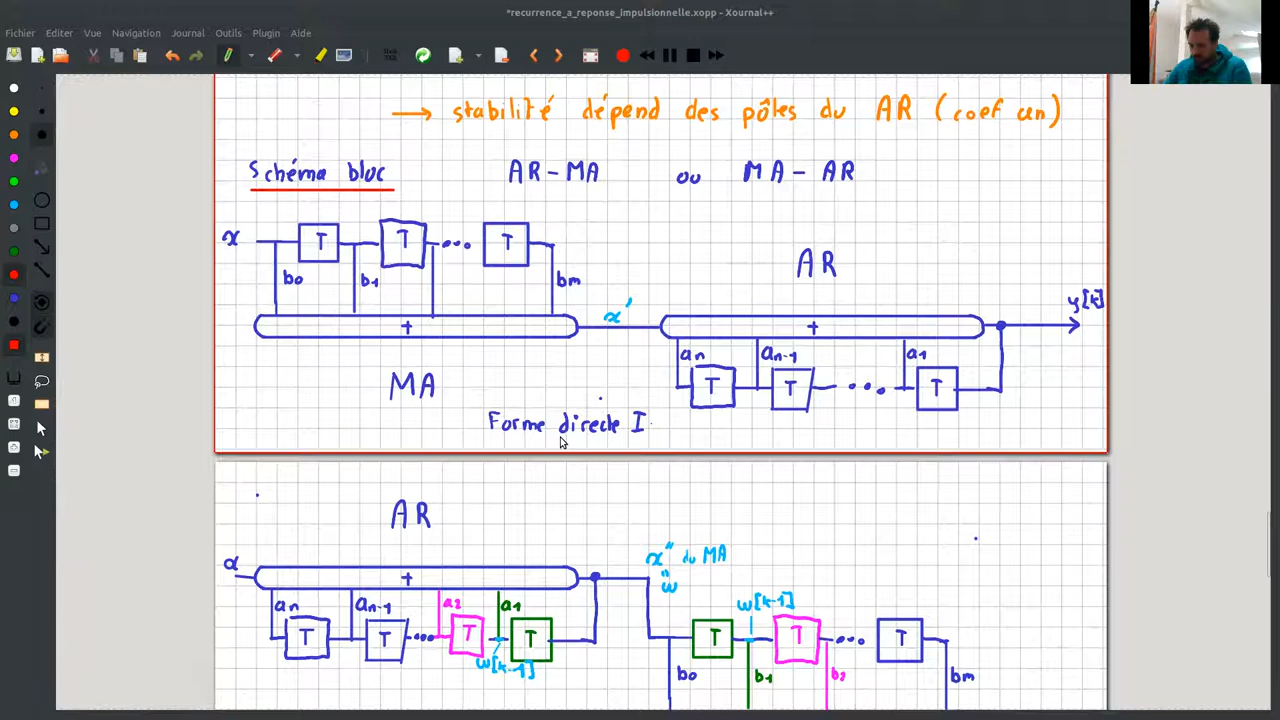 *recurrence_a_reponse_impulsionnelle.xopp - Xournal++
Fichier Editer Vue Navigation Journal Outils Plugin Aide
→ stabilité dépend des pôles du AR (coef an)
Schéma bloc AR-MA ou MA-AR
x T T ... T
b0 b1 bm
AR
y[k]
+ x' +
an an-1 a1
MA
T T ... T
Forme directe I
AR
x + x" du MA
" w
an an-1 a2 a1 w[k-1]
T T ... T T T T ... T
w[k-1] b0 b1 b2 bm